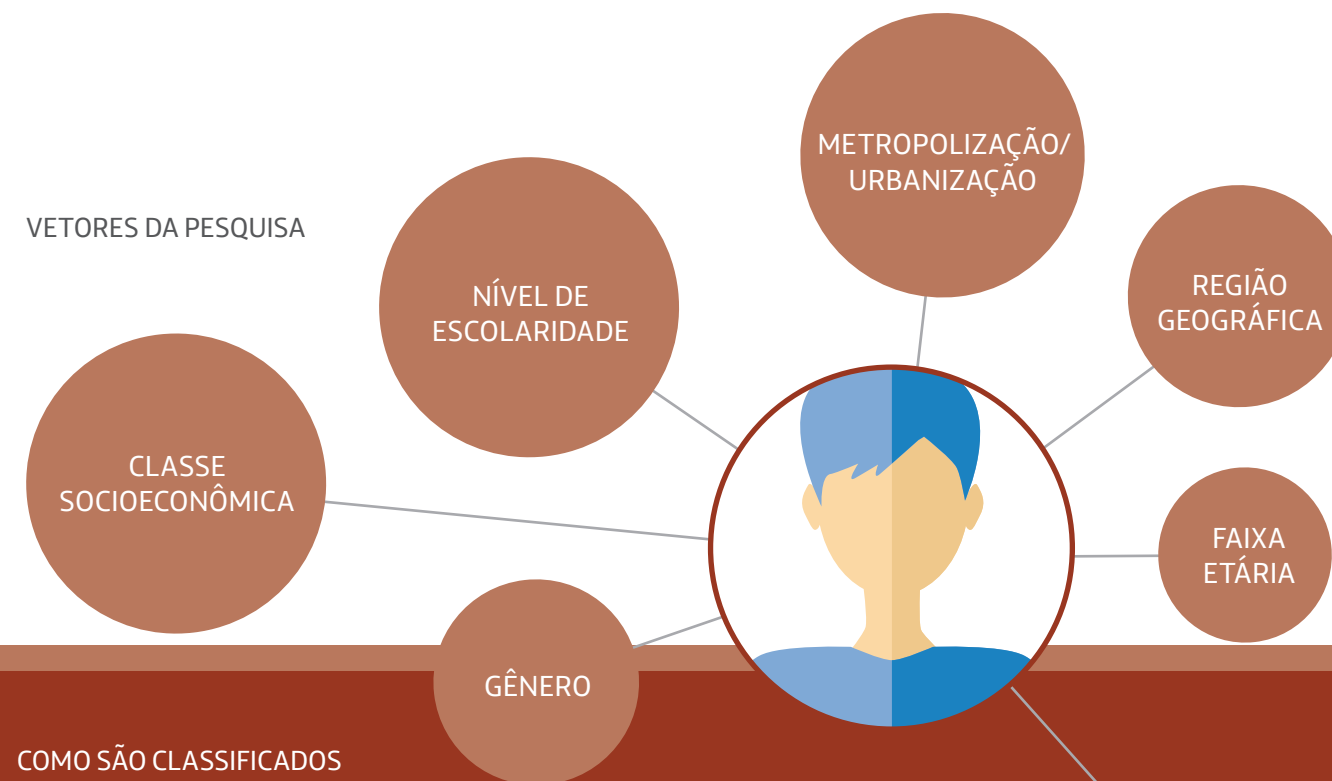 VETORES DA PESQUISA
METROPOLIZAÇÃO/
URBANIZAÇÃO
NÍVEL DE
ESCOLARIDADE
REGIÃO
GEOGRÁFICA
CLASSE
SOCIOECONÔMICA
FAIXA
ETÁRIA
GÊNERO
COMO SÃO CLASSIFICADOS